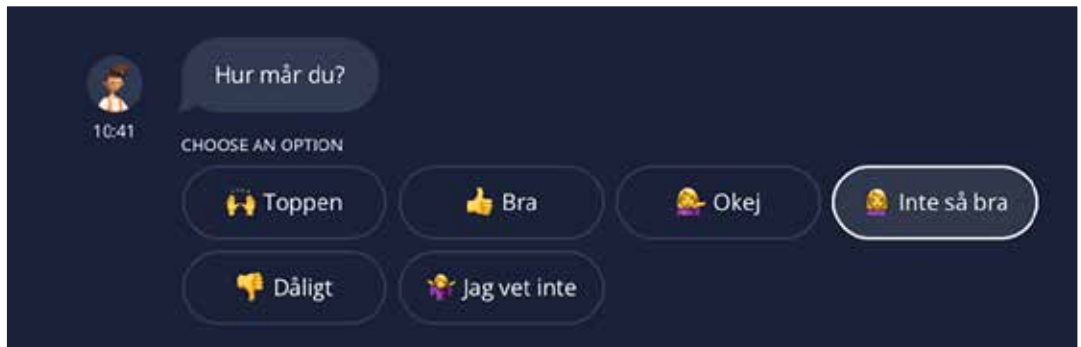 Hur mår du?
10:41
CHOOSE AN OPTION
🙌 Toppen
👍 Bra
💁‍♀️ Okej
🙍‍♀️ Inte så bra
👎 Dåligt
🤷‍♀️ Jag vet inte